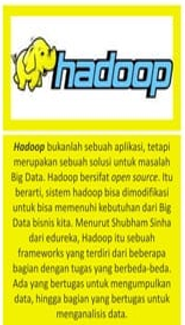 hadoop
Hadoop bukanlah sebuah aplikasi, tetapi
merupakan sebuah solusi untuk masalah
Big Data. Hadoop bersifat open source. Itu
berarti, sistem hadoop bisa dimodifikasi
untuk bisa memenuhi kebutuhan dari Big
Data bisnis kita. Menurut Shubham Sinha
dari edureka, Hadoop itu sebuah
frameworks yang terdiri dari beberapa
bagian dengan tugas yang berbeda-beda.
Ada yang bertugas untuk mengumpulkan
data, hingga bagian yang bertugas untuk
menganalisis data.